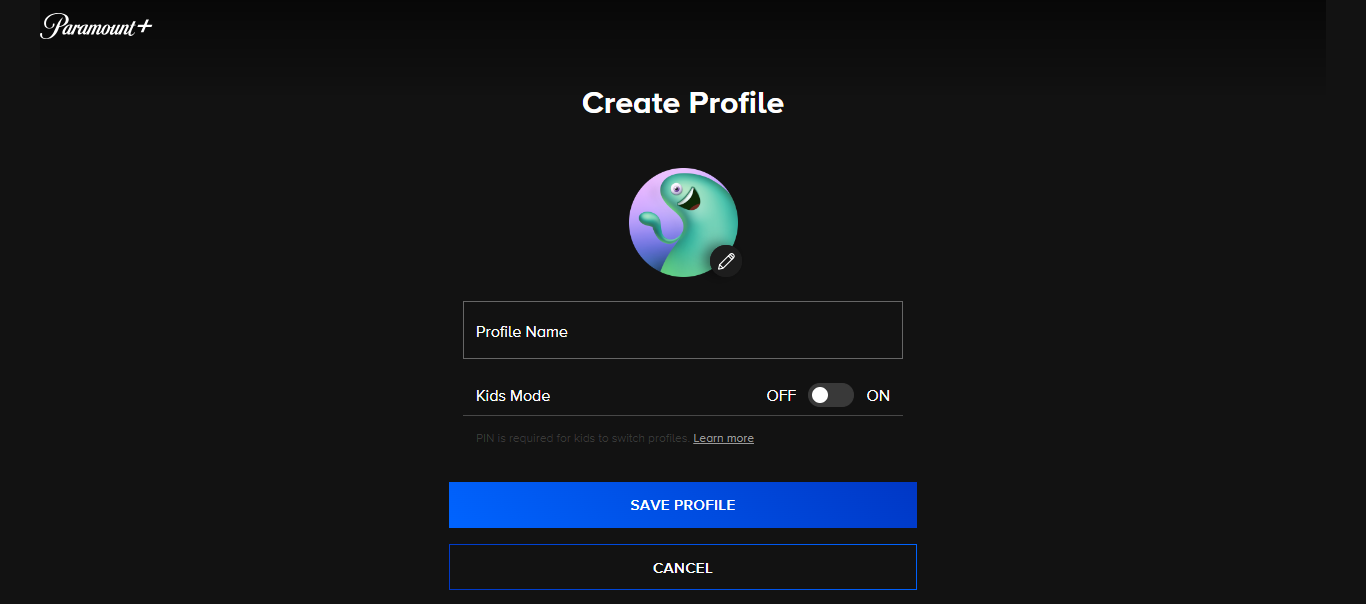 Paramount+
Create Profile
Profile Name
Kids Mode OFF ON
PIN is required for kids to switch profiles. Learn more
SAVE PROFILE
CANCEL